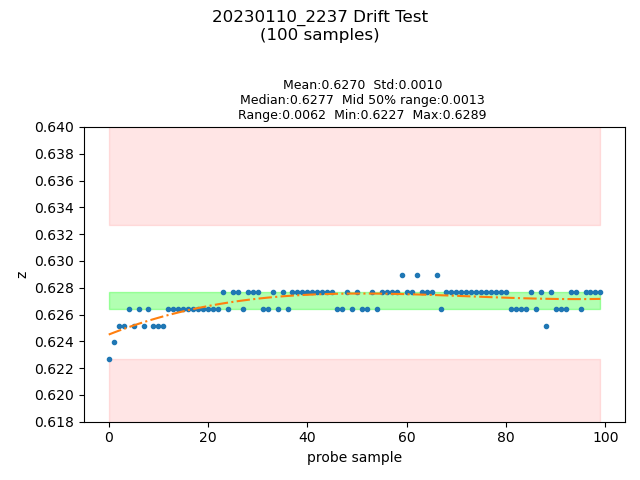 20230110_2237 Drift Test
(100 samples)
Mean:0.6270 Std:0.0010
Median:0.6277 Mid 50% range:0.0013
Range:0.0062 Min:0.6227 Max:0.6289
0.640
0.638
0.636
0.634
0.632
0.630
0.628
0.626
0.624
0.622
0.620
0.618
z
0 20 40 60 80 100
probe sample